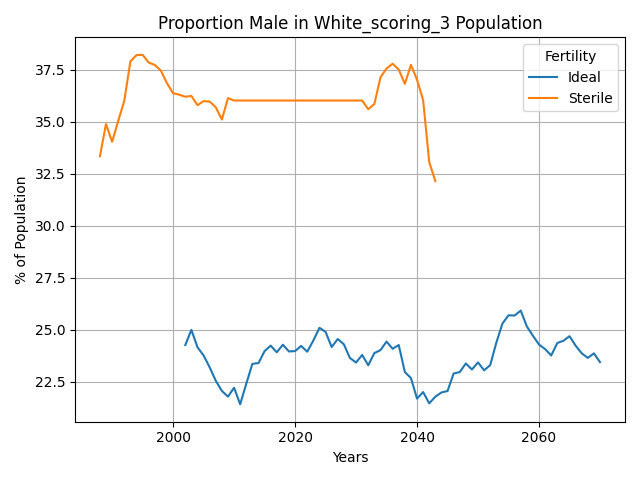 Proportion Male in White_scoring_3 Population
Fertility
Ideal
Sterile
% of Population
37.5
35.0
32.5
30.0
27.5
25.0
22.5
2000
2020
2040
2060
Years